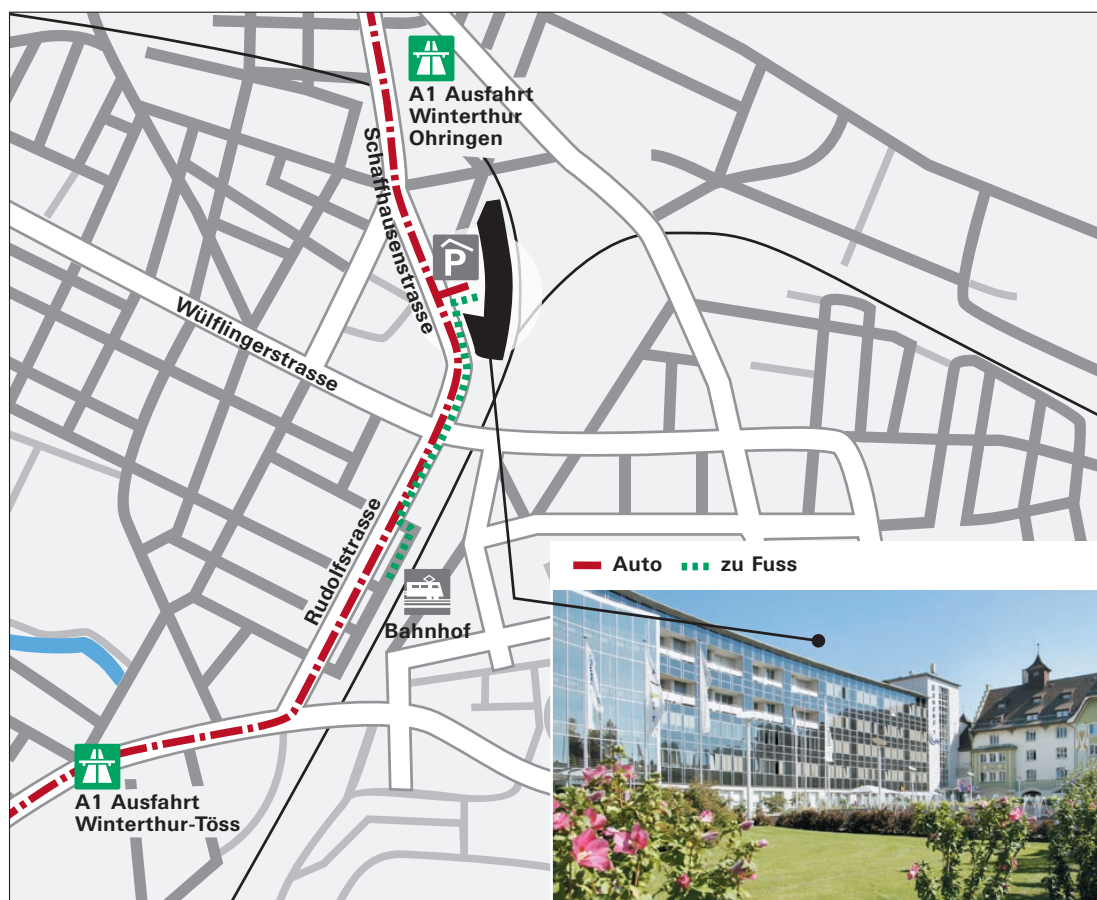 A1 Ausfahrt
Winterthur
Ohringen
Schaffhausenstrasse
P
Wülflingerstrasse
Rudolfstrasse
Bahnhof
Auto zu Fuss
A1 Ausfahrt
Winterthur-Töss